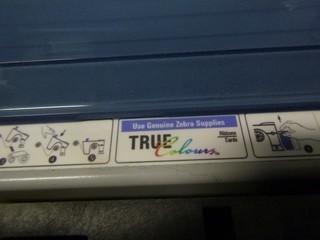 Use Genuine Zebra Supplies
TRUE Colours
Ribbons
Cards